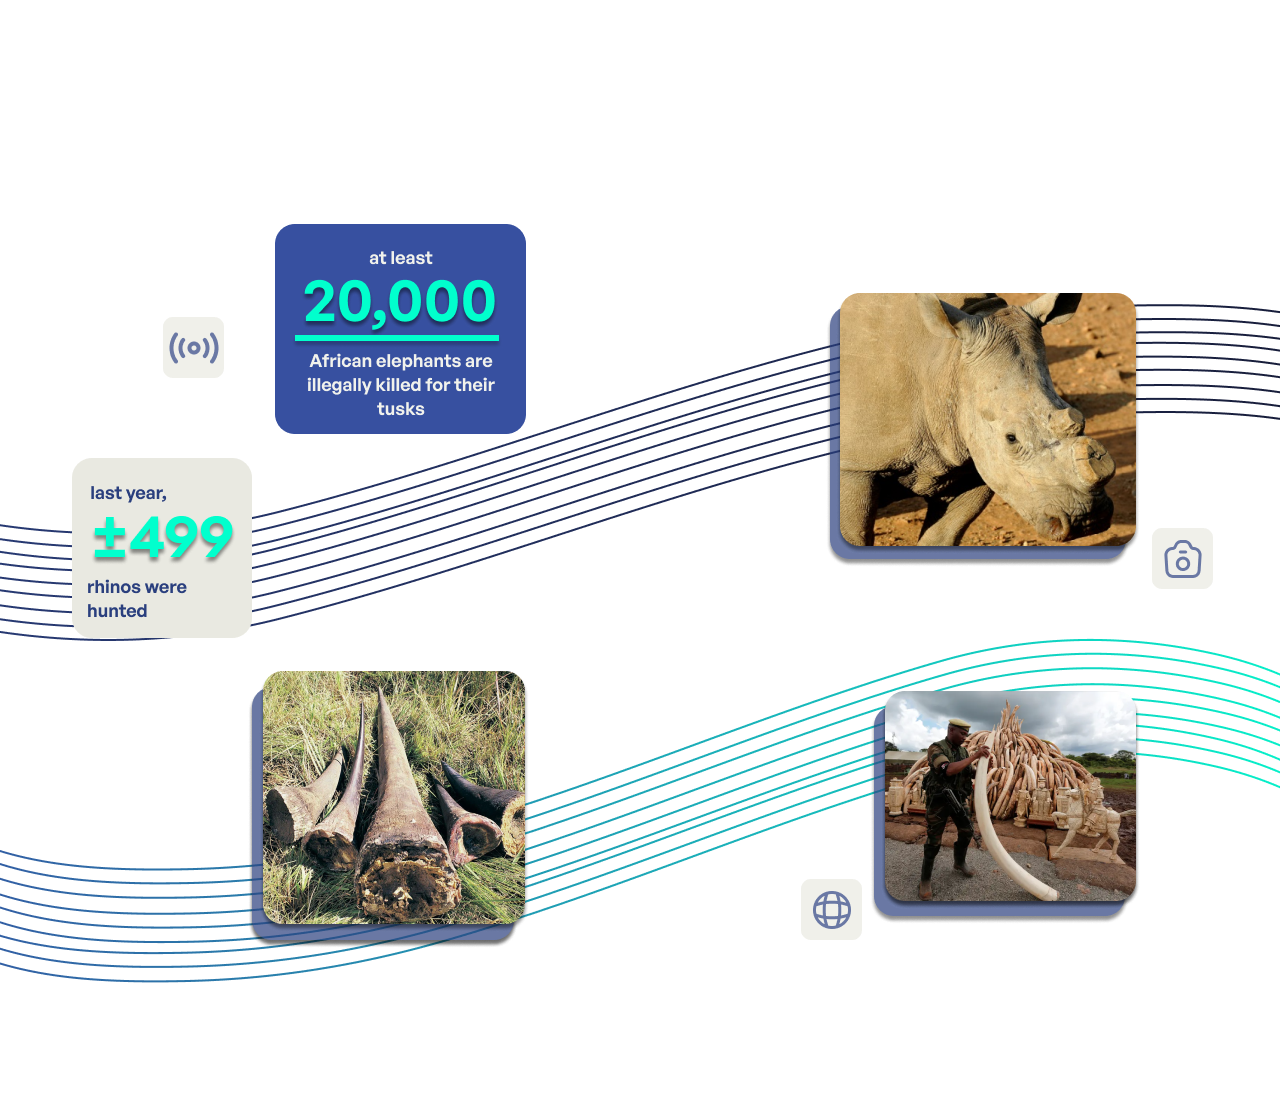 at least
20,000
African elephants are
illegally killed for their
tusks
last year,
±499
rhinos were
hunted